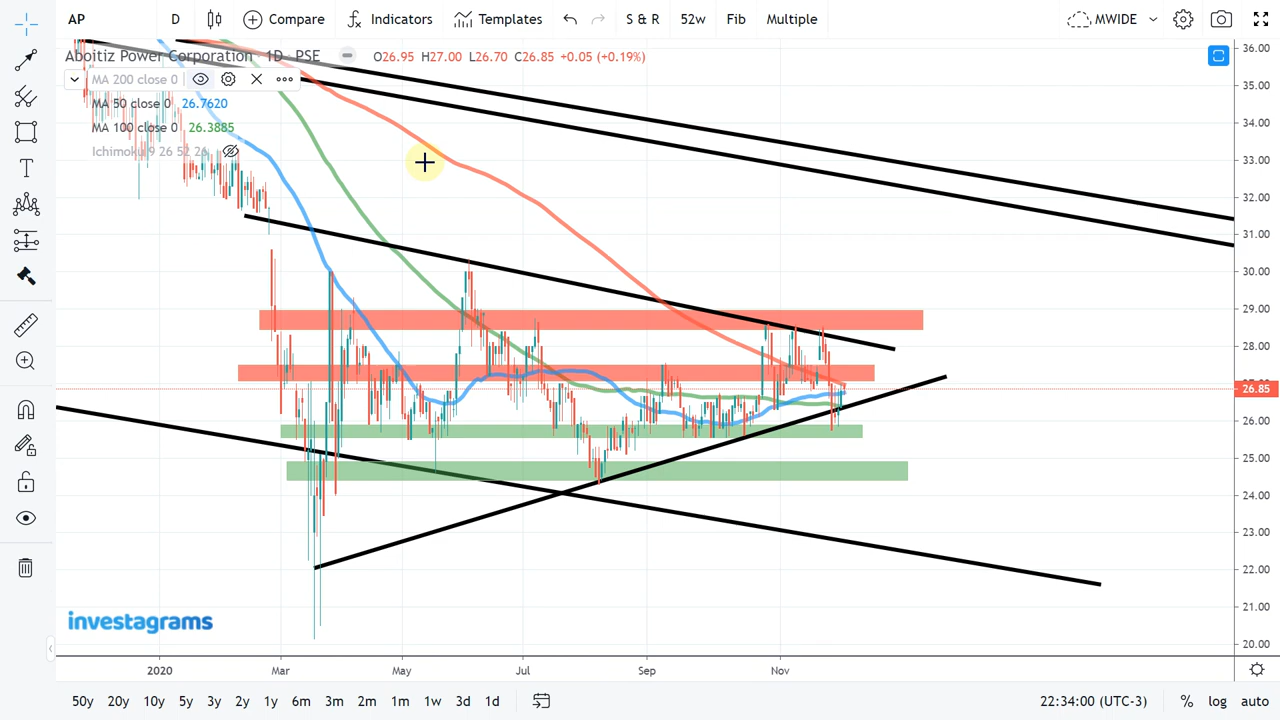 AP D Compare Indicators Templates S & R 52w Fib Multiple MWIDE
Aboitiz Power Corporation 1D PSE O26.95 H27.00 L26.70 C26.85 +0.05 (+0.19%)
MA 200 close 0
MA 50 close 0 26.7620
MA 100 close 0 26.3885
Ichimoku 9 26 52 26
36.00
35.00
34.00
33.00
32.00
31.00
30.00
29.00
28.00
26.85
26.00
25.00
24.00
23.00
22.00
21.00
20.00
investagrams
2020 Mar May Jul Sep Nov
50y 20y 10y 5y 3y 2y 1y 6m 3m 2m 1m 1w 3d 1d 22:34:00 (UTC-3) % log auto